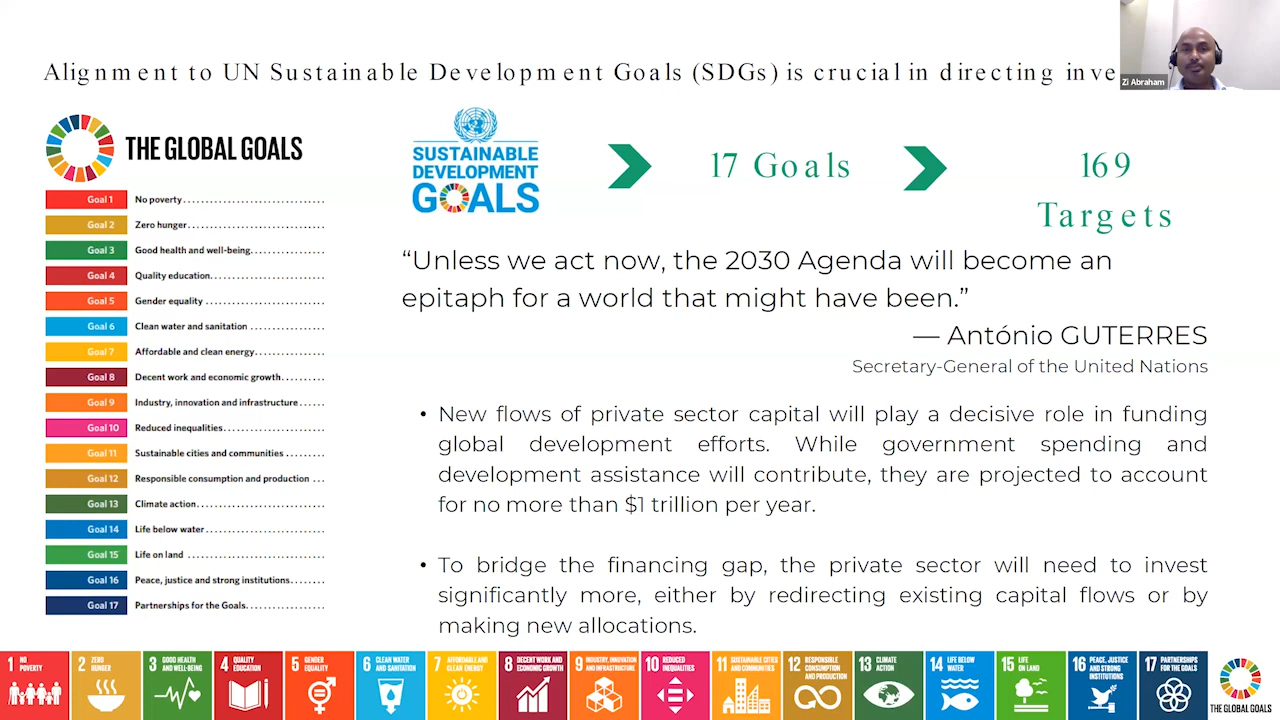 Alignment to UN Sustainable Development Goals (SDGs) is crucial in directing inve
Zi Abraham
THE GLOBAL GOALS
Goal 1 No poverty
Goal 2 Zero hunger
Goal 3 Good health and well-being
Goal 4 Quality education
Goal 5 Gender equality
Goal 6 Clean water and sanitation
Goal 7 Affordable and clean energy
Goal 8 Decent work and economic growth
Goal 9 Industry, innovation and infrastructure
Goal 10 Reduced inequalities
Goal 11 Sustainable cities and communities
Goal 12 Responsible consumption and production
Goal 13 Climate action
Goal 14 Life below water
Goal 15 Life on land
Goal 16 Peace, justice and strong institutions
Goal 17 Partnerships for the Goals
SUSTAINABLE
DEVELOPMENT
GOALS
17 Goals
169
Targets
“Unless we act now, the 2030 Agenda will become an
epitaph for a world that might have been.”
— António GUTERRES
Secretary-General of the United Nations
• New flows of private sector capital will play a decisive role in funding
global development efforts. While government spending and
development assistance will contribute, they are projected to account
for no more than $1 trillion per year.
• To bridge the financing gap, the private sector will need to invest
significantly more, either by redirecting existing capital flows or by
making new allocations.
1 NO
POVERTY
2 ZERO
HUNGER
3 GOOD HEALTH
AND WELL-BEING
4 QUALITY
EDUCATION
5 GENDER
EQUALITY
6 CLEAN WATER
AND SANITATION
7 AFFORDABLE AND
CLEAN ENERGY
8 DECENT WORK AND
ECONOMIC GROWTH
9 INDUSTRY, INNOVATION
AND INFRASTRUCTURE
10 REDUCED
INEQUALITIES
11 SUSTAINABLE CITIES
AND COMMUNITIES
12 RESPONSIBLE
CONSUMPTION
AND PRODUCTION
13 CLIMATE
ACTION
14 LIFE BELOW
WATER
15 LIFE
ON LAND
16 PEACE, JUSTICE
AND STRONG
INSTITUTIONS
17 PARTNERSHIPS
FOR THE GOALS
THE GLOBAL GOALS